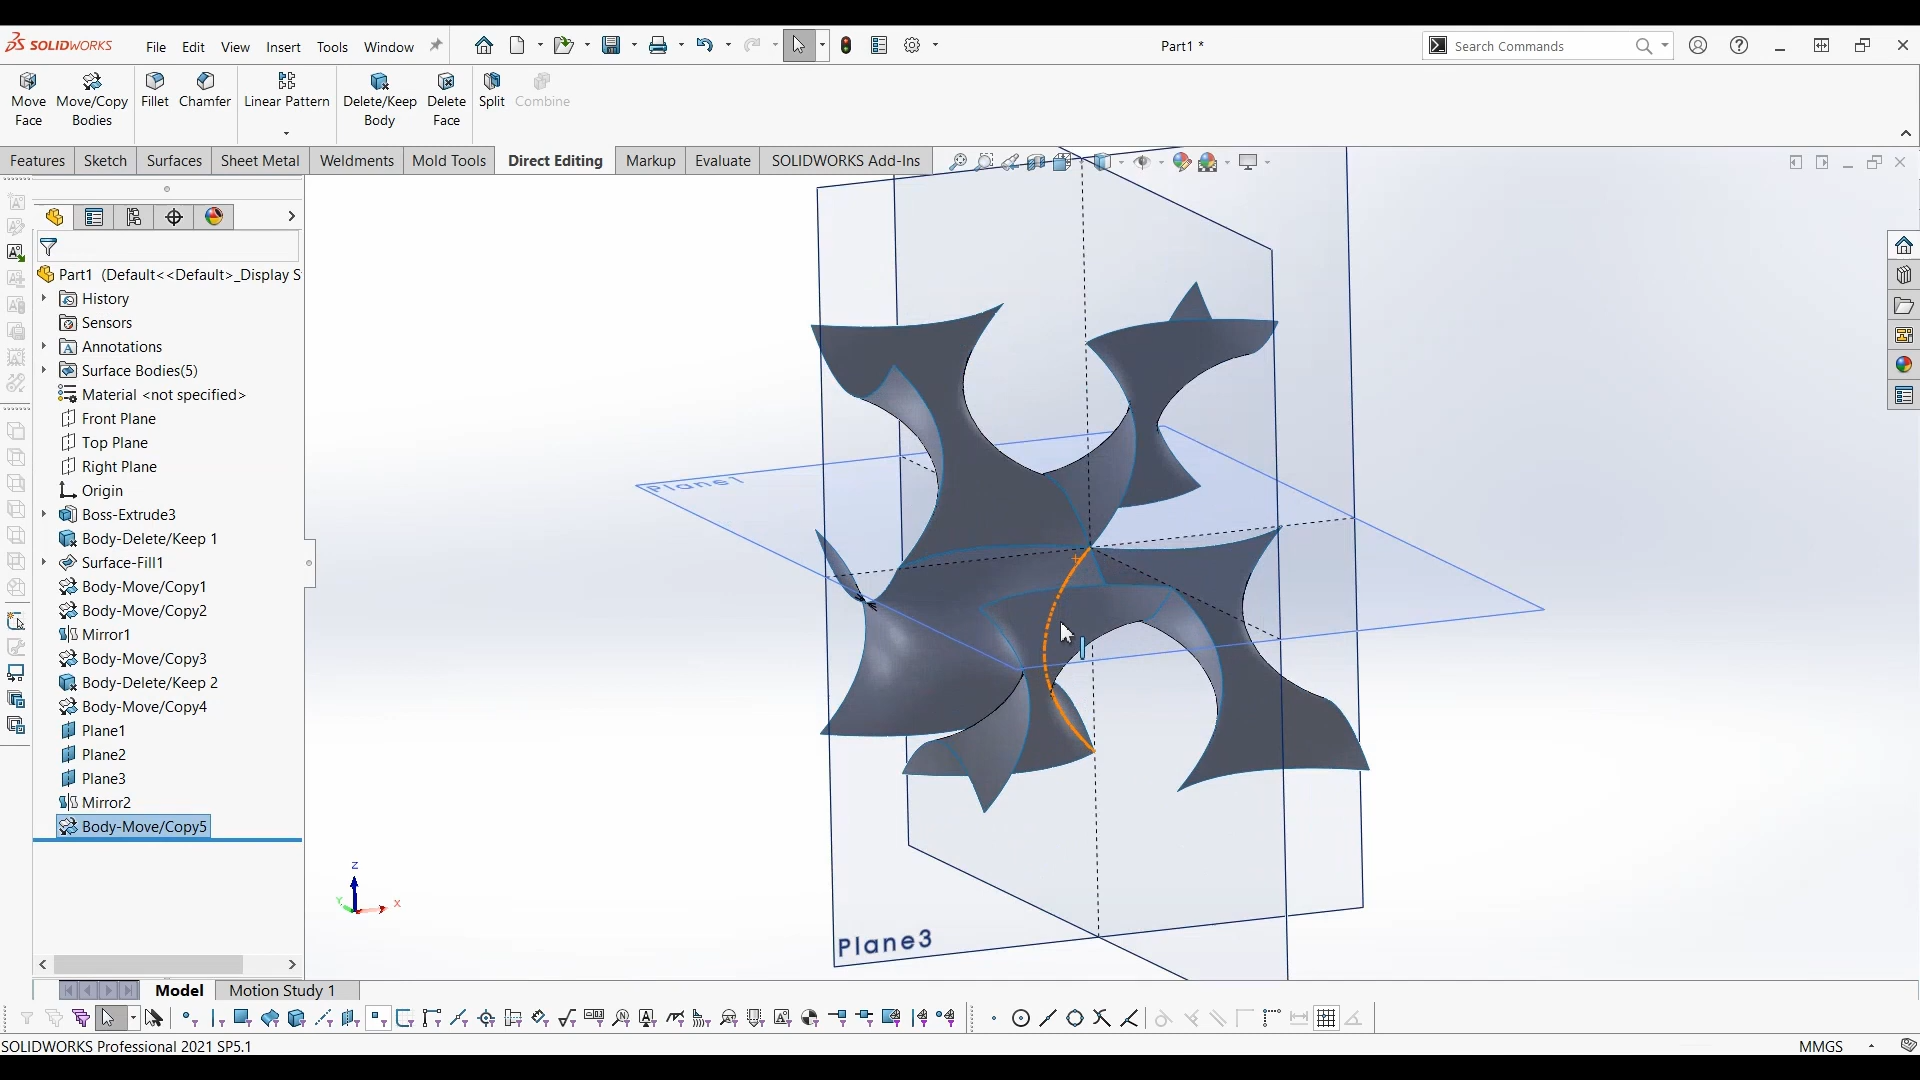 SOLIDWORKS File Edit View Insert Tools Window Part1 * Search Commands
Move Face Move/Copy Bodies Fillet Chamfer Linear Pattern Delete/Keep Body Delete Face Split Combine
Features Sketch Surfaces Sheet Metal Weldments Mold Tools Direct Editing Markup Evaluate SOLIDWORKS Add-Ins
Part1 (Default<<Default>_Display S
History
Sensors
Annotations
Surface Bodies(5)
Material <not specified>
Front Plane
Top Plane
Right Plane
Origin
Boss-Extrude3
Body-Delete/Keep 1
Surface-Fill1
Body-Move/Copy1
Body-Move/Copy2
Mirror1
Body-Move/Copy3
Body-Delete/Keep 2
Body-Move/Copy4
Plane1
Plane2
Plane3
Mirror2
Body-Move/Copy5
Plane1
Plane3
Z
Y
X
Model Motion Study 1
SOLIDWORKS Professional 2021 SP5.1 MMGS